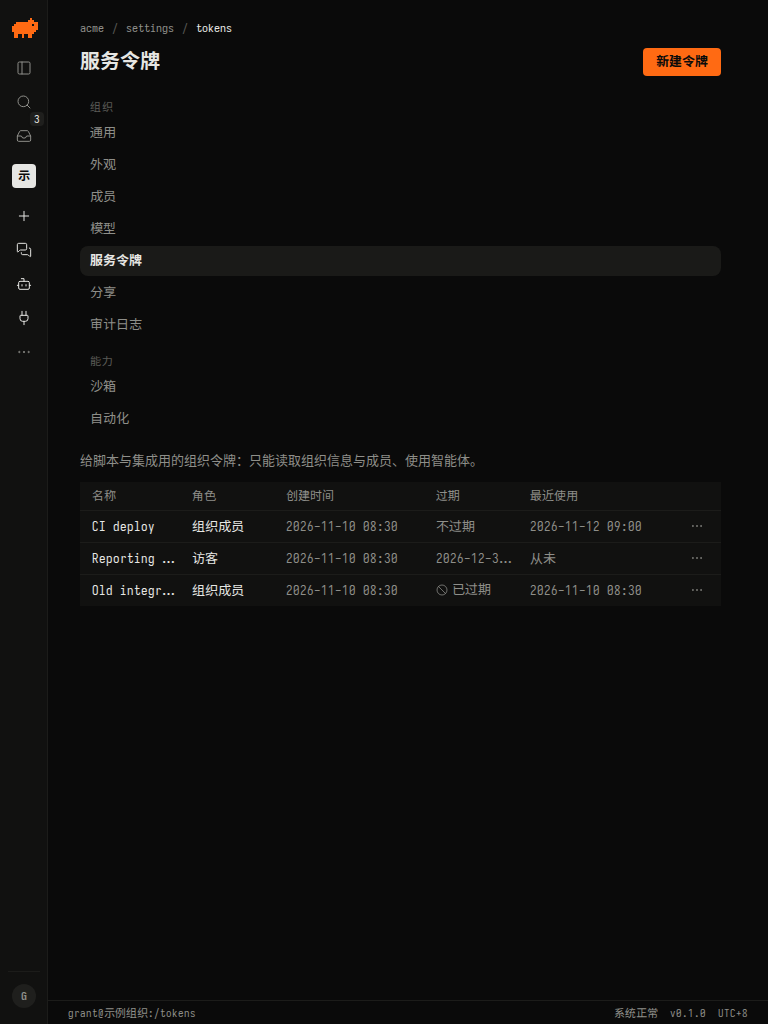 acme / settings / tokens
服务令牌
新建令牌
组织
通用
外观
成员
模型
服务令牌
分享
审计日志
能力
沙箱
自动化
3
示
给脚本与集成用的组织令牌：只能读取组织信息与成员、使用智能体。
名称 角色 创建时间 过期 最近使用
CI deploy 组织成员 2026-11-10 08:30 不过期 2026-11-12 09:00 ...
Reporting ... 访客 2026-11-10 08:30 2026-12-3... 从未 ...
Old integr... 组织成员 2026-11-10 08:30 已过期 2026-11-10 08:30 ...
G
grant@示例组织:/tokens 系统正常 v0.1.0 UTC+8